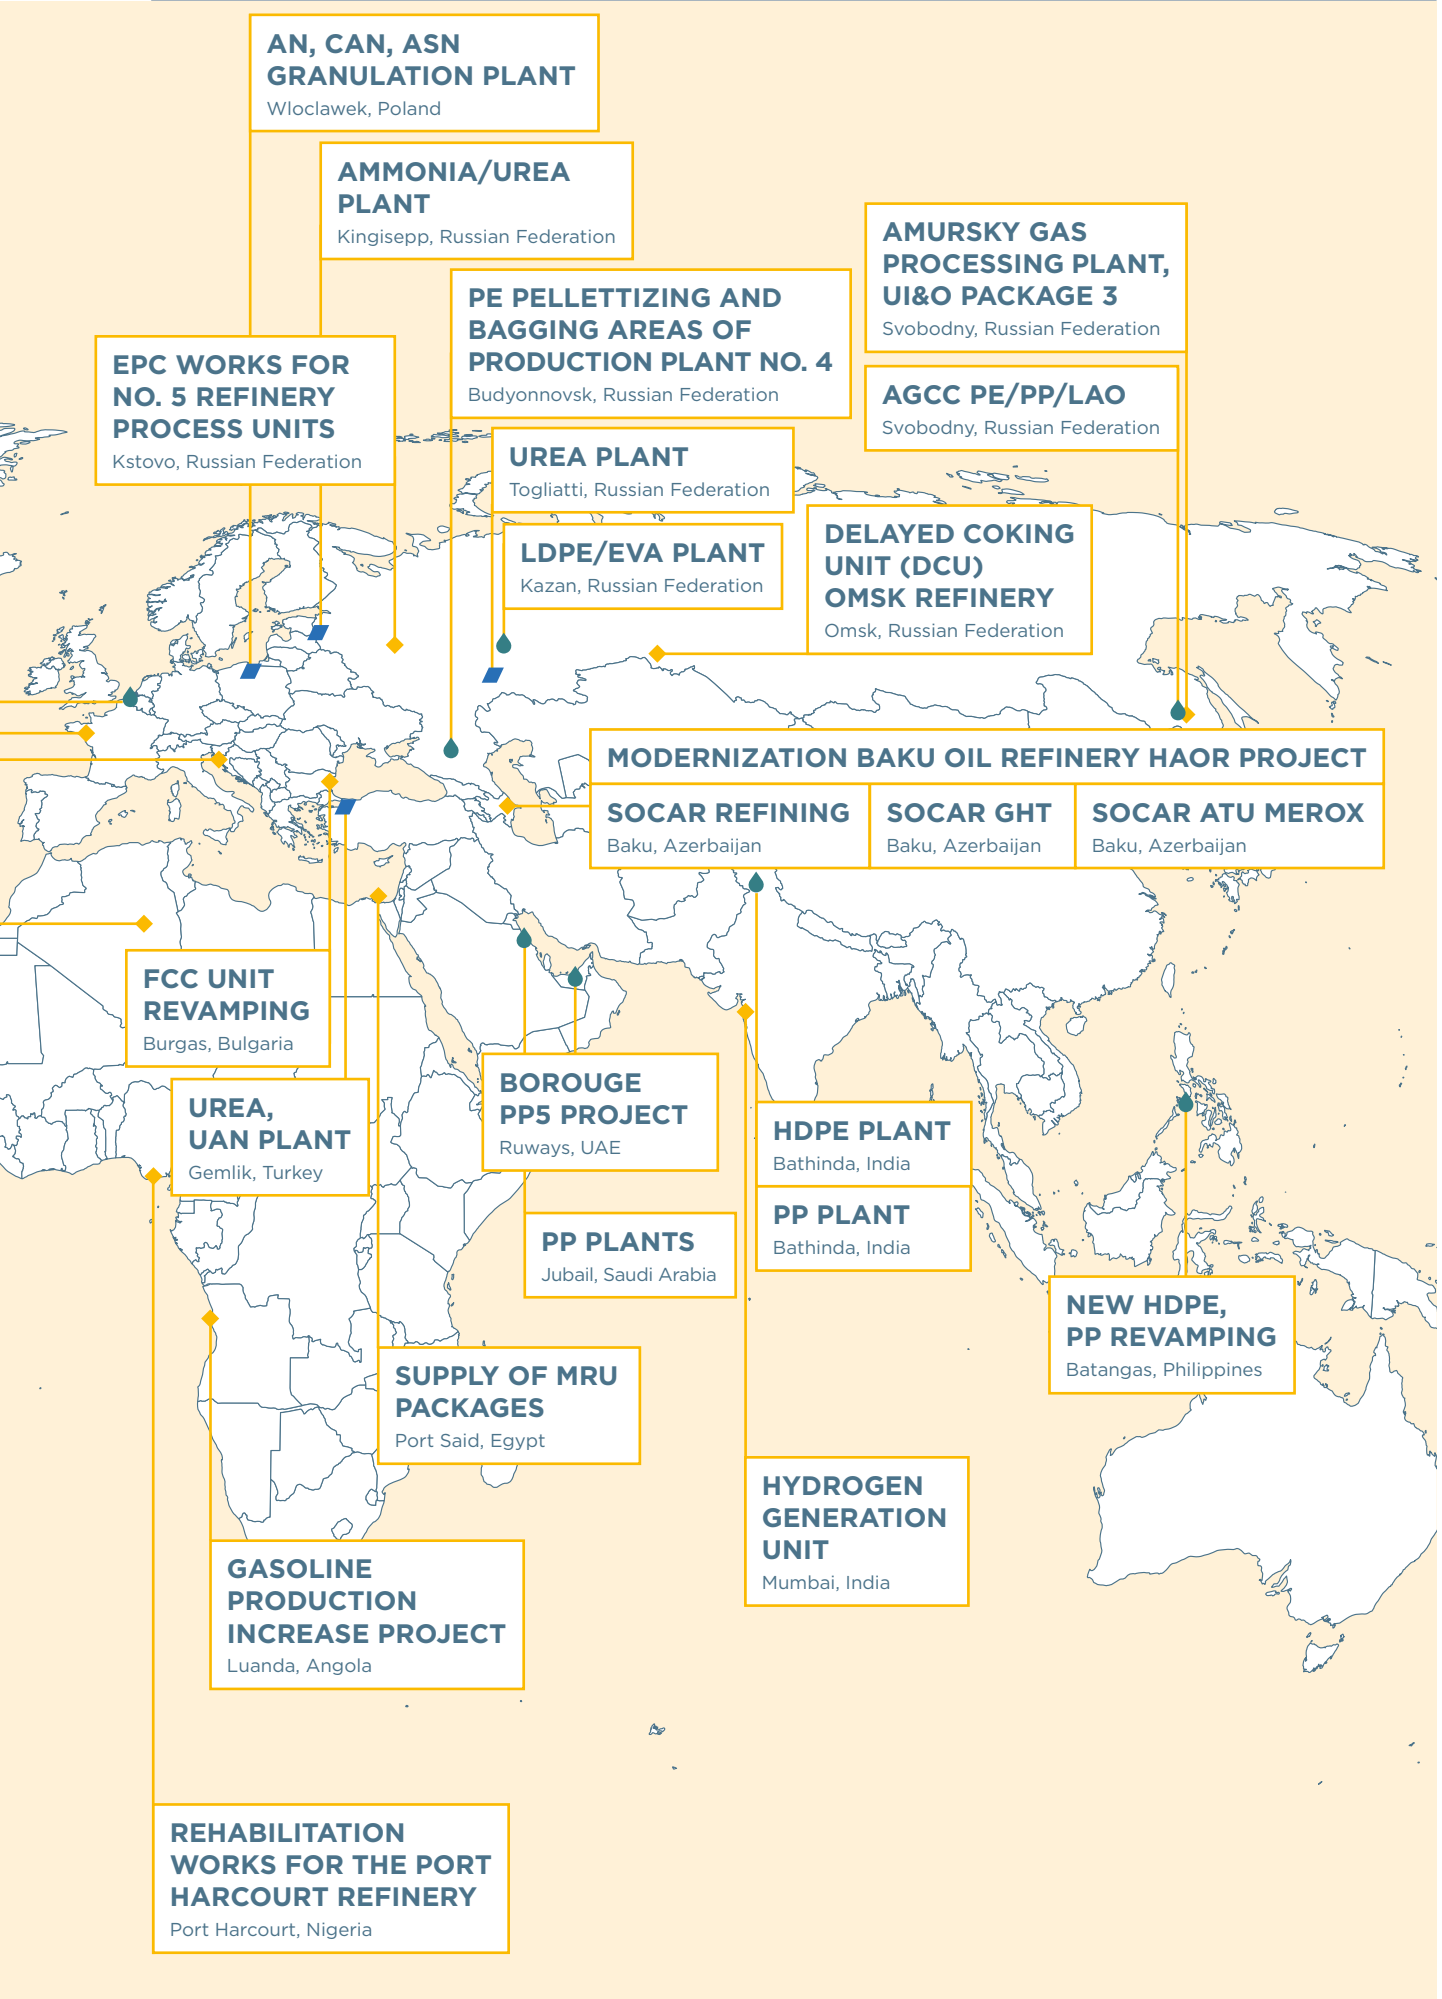 AN, CAN, ASN
GRANULATION PLANT
Wloclawek, Poland
AMMONIA/UREA
PLANT
Kingisepp, Russian Federation
AMURSKY GAS
PROCESSING PLANT,
UI&O PACKAGE 3
Svobodny, Russian Federation
PE PELLETTIZING AND
BAGGING AREAS OF
PRODUCTION PLANT NO. 4
Budyonnovsk, Russian Federation
EPC WORKS FOR
NO. 5 REFINERY
PROCESS UNITS
Kstovo, Russian Federation
AGCC PE/PP/LAO
Svobodny, Russian Federation
UREA PLANT
Togliatti, Russian Federation
DELAYED COKING
UNIT (DCU)
OMSK REFINERY
Omsk, Russian Federation
LDPE/EVA PLANT
Kazan, Russian Federation
MODERNIZATION BAKU OIL REFINERY HAOR PROJECT
SOCAR REFINING
Baku, Azerbaijan
SOCAR GHT
Baku, Azerbaijan
SOCAR ATU MEROX
Baku, Azerbaijan
FCC UNIT
REVAMPING
Burgas, Bulgaria
UREA,
UAN PLANT
Gemlik, Turkey
BOROUGE
PP5 PROJECT
Ruways, UAE
HDPE PLANT
Bathinda, India
PP PLANT
Bathinda, India
PP PLANTS
Jubail, Saudi Arabia
NEW HDPE,
PP REVAMPING
Batangas, Philippines
SUPPLY OF MRU
PACKAGES
Port Said, Egypt
HYDROGEN
GENERATION
UNIT
Mumbai, India
GASOLINE
PRODUCTION
INCREASE PROJECT
Luanda, Angola
REHABILITATION
WORKS FOR THE PORT
HARCOURT REFINERY
Port Harcourt, Nigeria